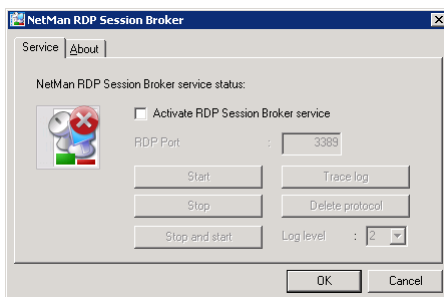 NetMan RDP Session Broker
Service About
NetMan RDP Session Broker service status:
Activate RDP Session Broker service
RDP Port : 3389
Start Trace log
Stop Delete protocol
Stop and start Log level : 2
OK Cancel